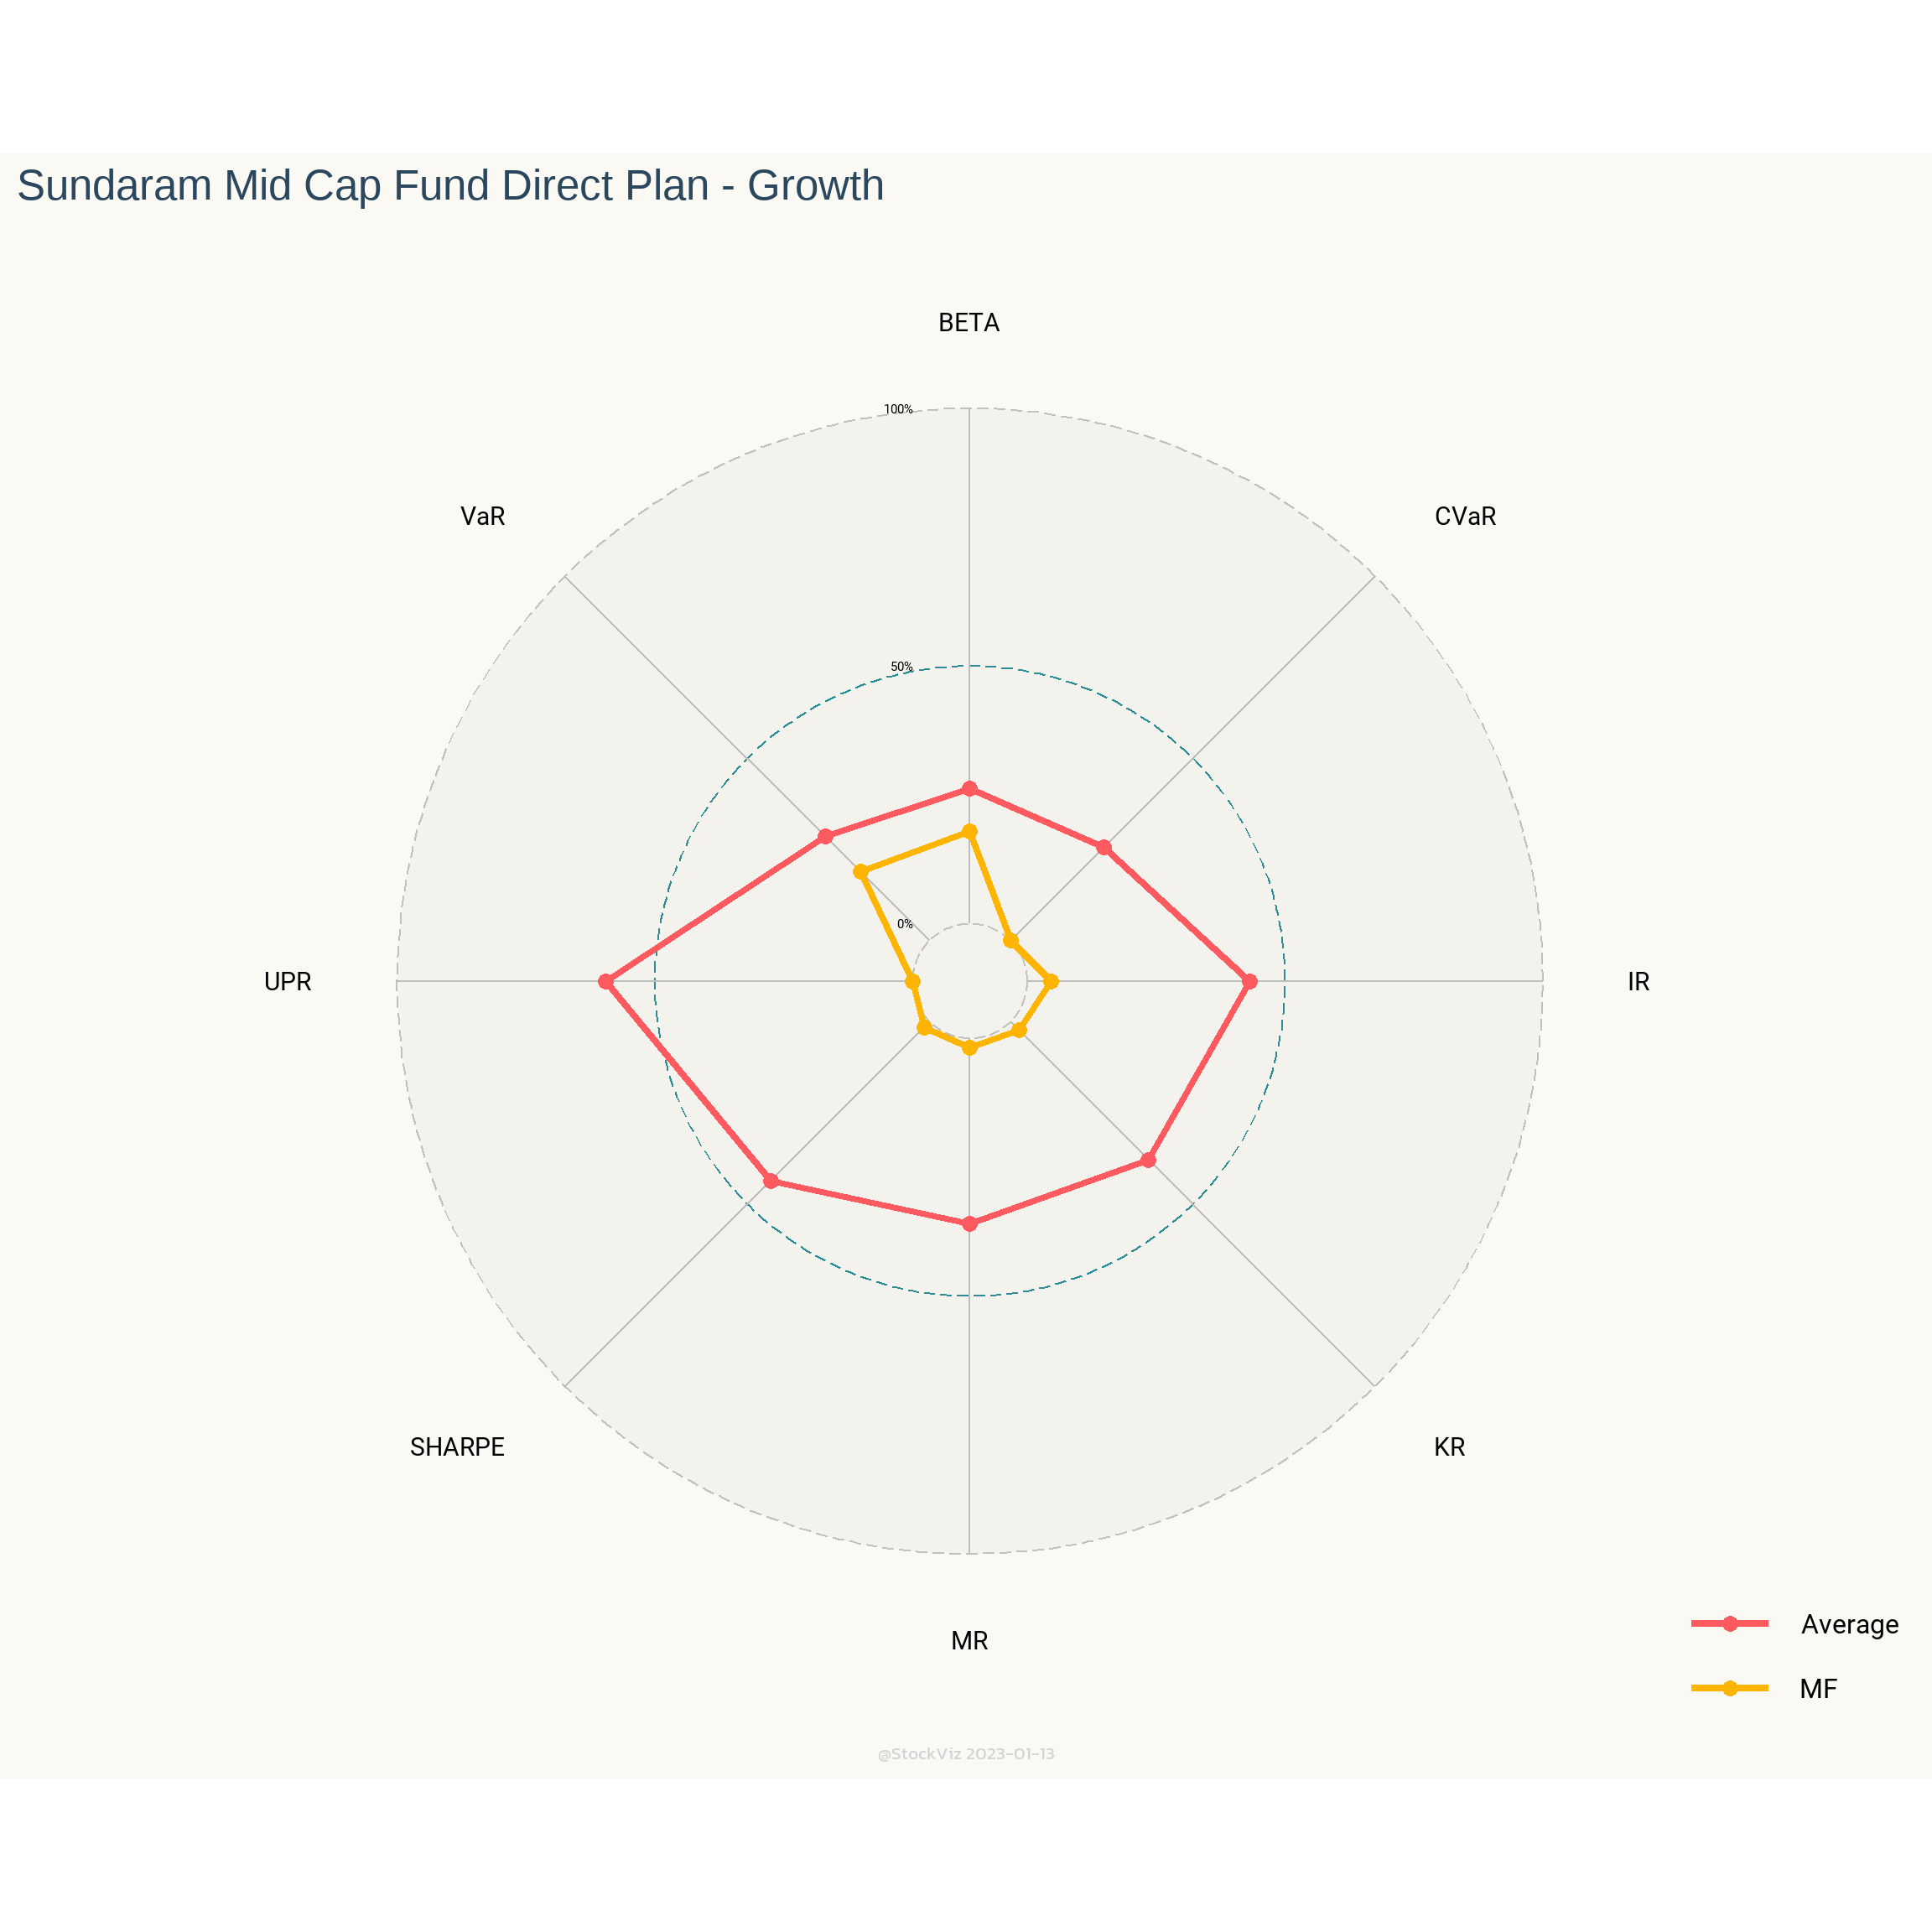 Sundaram Mid Cap Fund Direct Plan - Growth
BETA
100%
VaR
CVaR
50%
0%
UPR
IR
SHARPE
KR
MR
Average
MF
@StockViz 2023-01-13